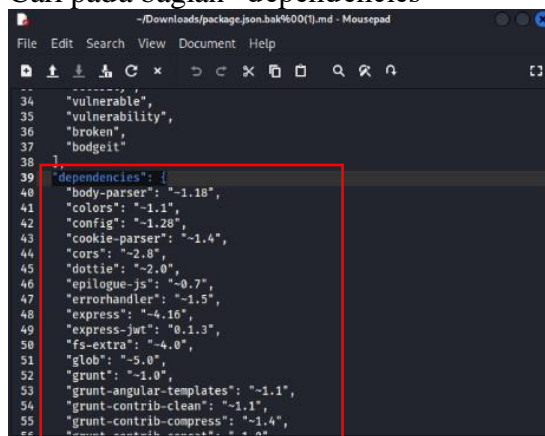 Cari pada bagian "dependencies"
~/Downloads/package.json.bak%00(1).md - Mousepad
File Edit Search View Document Help
34 "vulnerable",
35 "vulnerability",
36 "broken",
37 "bodgeit"
38 ],
39 "dependencies": {
40 "body-parser": "~1.18",
41 "colors": "~1.1",
42 "config": "~1.28",
43 "cookie-parser": "~1.4",
44 "cors": "~2.8",
45 "dottie": "~2.0",
46 "epilogue-js": "~0.7",
47 "errorhandler": "~1.5",
48 "express": "~4.16",
49 "express-jwt": "0.1.3",
50 "fs-extra": "~4.0",
51 "glob": "~5.0",
52 "grunt": "~1.0",
53 "grunt-angular-templates": "~1.1",
54 "grunt-contrib-clean": "~1.1",
55 "grunt-contrib-compress": "~1.4",